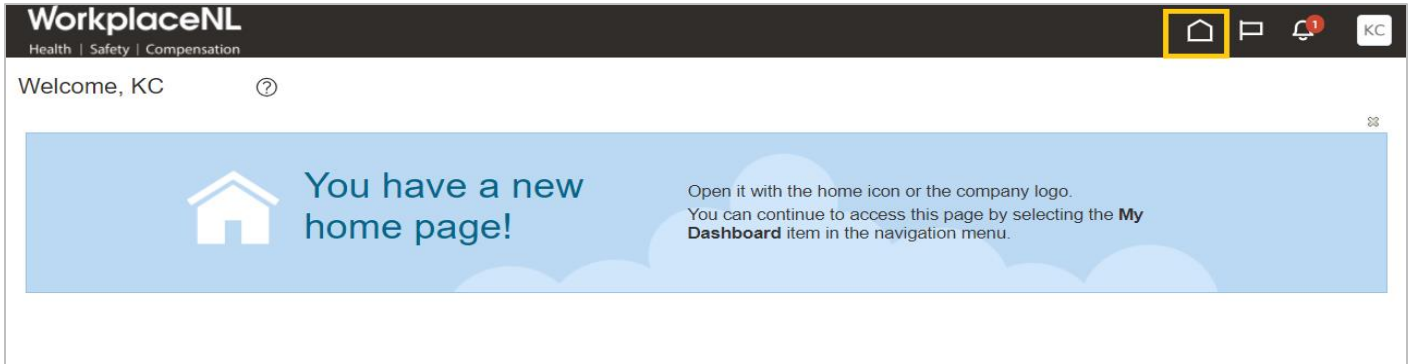 WorkplaceNL
Health | Safety | Compensation
1
KC
Welcome, KC
?
You have a new
home page!
Open it with the home icon or the company logo.
You can continue to access this page by selecting the My
Dashboard item in the navigation menu.